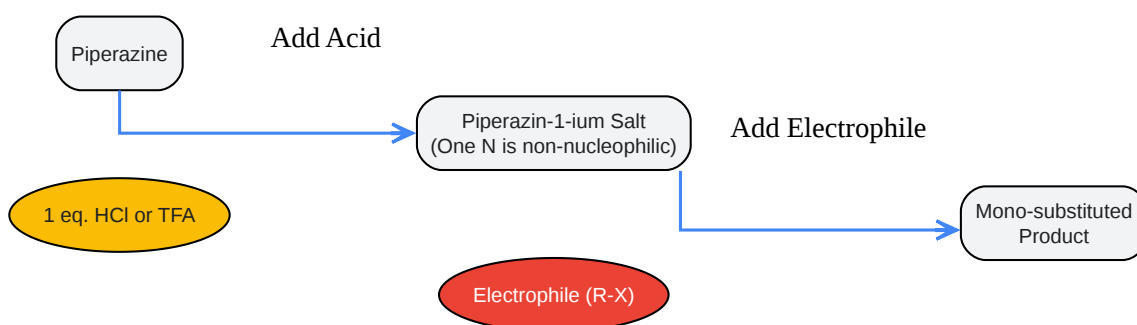 Add Acid
Piperazine
Piperazin-1-ium Salt
(One N is non-nucleophilic)
Add Electrophile
1 eq. HCl or TFA
Mono-substituted
Product
Electrophile (R-X)